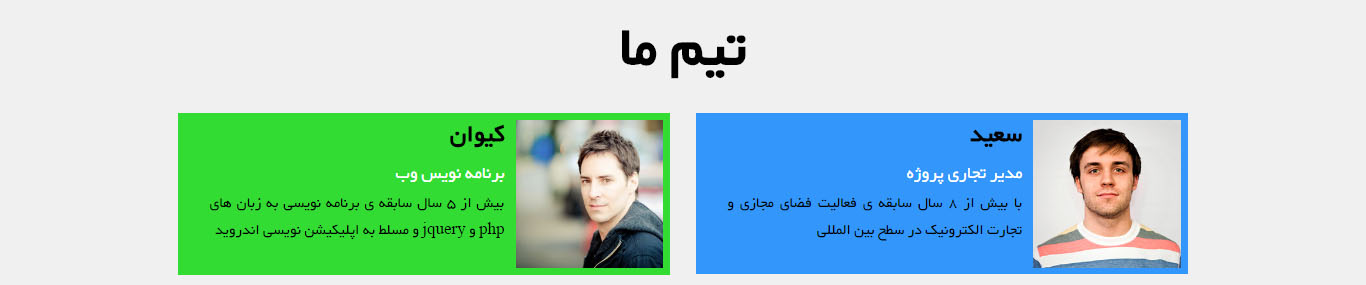 تیم ما
سعید
مدیر تجاری پروژه
با بیش از ۸ سال سابقه ی فعالیت فضای مجازی و
تجارت الکترونیک در سطح بین المللی
کیوان
برنامه نویس وب
بیش از ۵ سال سابقه ی برنامه نویسی به زبان های
php و jquery و مسلط به اپلیکیشن نویسی اندروید